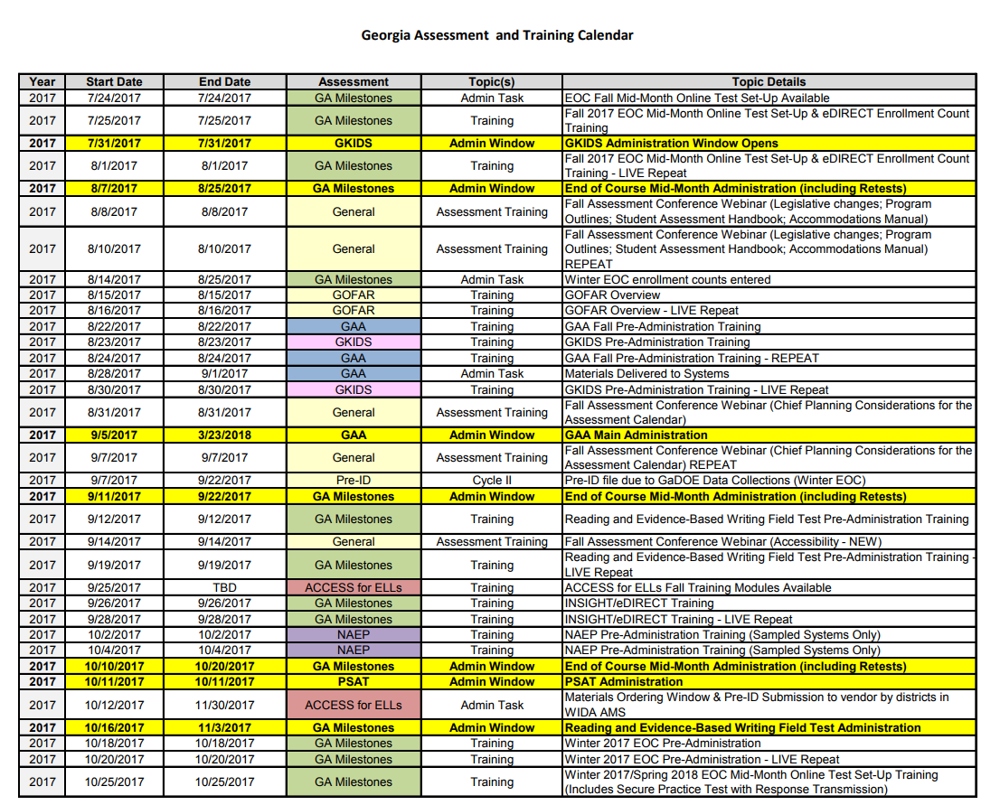 Georgia Assessment and Training Calendar
Year Start Date End Date Assessment Topic(s) Topic Details
2017 7/24/2017 7/24/2017 GA Milestones Admin Task EOC Fall Mid-Month Online Test Set-Up Available
2017 7/25/2017 7/25/2017 GA Milestones Training Fall 2017 EOC Mid-Month Online Test Set-Up & eDIRECT Enrollment Count
Training
2017 7/31/2017 7/31/2017 GKIDS Admin Window GKIDS Administration Window Opens
2017 8/1/2017 8/1/2017 GA Milestones Training Fall 2017 EOC Mid-Month Online Test Set-Up & eDIRECT Enrollment Count
Training - LIVE Repeat
2017 8/7/2017 8/25/2017 GA Milestones Admin Window End of Course Mid-Month Administration (including Retests)
2017 8/8/2017 8/8/2017 General Assessment Training Fall Assessment Conference Webinar (Legislative changes; Program
Outlines; Student Assessment Handbook; Accommodations Manual)
2017 8/10/2017 8/10/2017 General Assessment Training Fall Assessment Conference Webinar (Legislative changes; Program
Outlines; Student Assessment Handbook; Accommodations Manual)
REPEAT
2017 8/14/2017 8/25/2017 GA Milestones Admin Task Winter EOC enrollment counts entered
2017 8/15/2017 8/15/2017 GOFAR Training GOFAR Overview
2017 8/16/2017 8/16/2017 GOFAR Training GOFAR Overview - LIVE Repeat
2017 8/22/2017 8/22/2017 GAA Training GAA Fall Pre-Administration Training
2017 8/23/2017 8/23/2017 GKIDS Training GKIDS Pre-Administration Training
2017 8/24/2017 8/24/2017 GAA Training GAA Fall Pre-Administration Training - REPEAT
2017 8/28/2017 9/1/2017 GAA Admin Task Materials Delivered to Systems
2017 8/30/2017 8/30/2017 GKIDS Training GKIDS Pre-Administration Training - LIVE Repeat
2017 8/31/2017 8/31/2017 General Assessment Training Fall Assessment Conference Webinar (Chief Planning Considerations for the
Assessment Calendar)
2017 9/5/2017 3/23/2018 GAA Admin Window GAA Main Administration
2017 9/7/2017 9/7/2017 General Assessment Training Fall Assessment Conference Webinar (Chief Planning Considerations for the
Assessment Calendar) REPEAT
2017 9/7/2017 9/22/2017 Pre-ID Cycle II Pre-ID file due to GaDOE Data Collections (Winter EOC)
2017 9/11/2017 9/22/2017 GA Milestones Admin Window End of Course Mid-Month Administration (including Retests)
2017 9/12/2017 9/12/2017 GA Milestones Training Reading and Evidence-Based Writing Field Test Pre-Administration Training
2017 9/14/2017 9/14/2017 General Assessment Training Fall Assessment Conference Webinar (Accessibility - NEW)
2017 9/19/2017 9/19/2017 GA Milestones Training Reading and Evidence-Based Writing Field Test Pre-Administration Training -
LIVE Repeat
2017 9/25/2017 TBD ACCESS for ELLs Training ACCESS for ELLs Fall Training Modules Available
2017 9/26/2017 9/26/2017 GA Milestones Training INSIGHT/eDIRECT Training
2017 9/28/2017 9/28/2017 GA Milestones Training INSIGHT/eDIRECT Training - LIVE Repeat
2017 10/2/2017 10/2/2017 NAEP Training NAEP Pre-Administration Training (Sampled Systems Only)
2017 10/4/2017 10/4/2017 NAEP Training NAEP Pre-Administration Training (Sampled Systems Only)
2017 10/10/2017 10/20/2017 GA Milestones Admin Window End of Course Mid-Month Administration (including Retests)
2017 10/11/2017 10/11/2017 PSAT Admin Window PSAT Administration
2017 10/12/2017 11/30/2017 ACCESS for ELLs Admin Task Materials Ordering Window & Pre-ID Submission to vendor by districts in
WIDA AMS
2017 10/16/2017 11/3/2017 GA Milestones Admin Window Reading and Evidence-Based Writing Field Test Administration
2017 10/18/2017 10/18/2017 GA Milestones Training Winter 2017 EOC Pre-Administration
2017 10/20/2017 10/20/2017 GA Milestones Training Winter 2017 EOC Pre-Administration - LIVE Repeat
2017 10/25/2017 10/25/2017 GA Milestones Training Winter 2017/Spring 2018 EOC Mid-Month Online Test Set-Up Training
(Includes Secure Practice Test with Response Transmission)